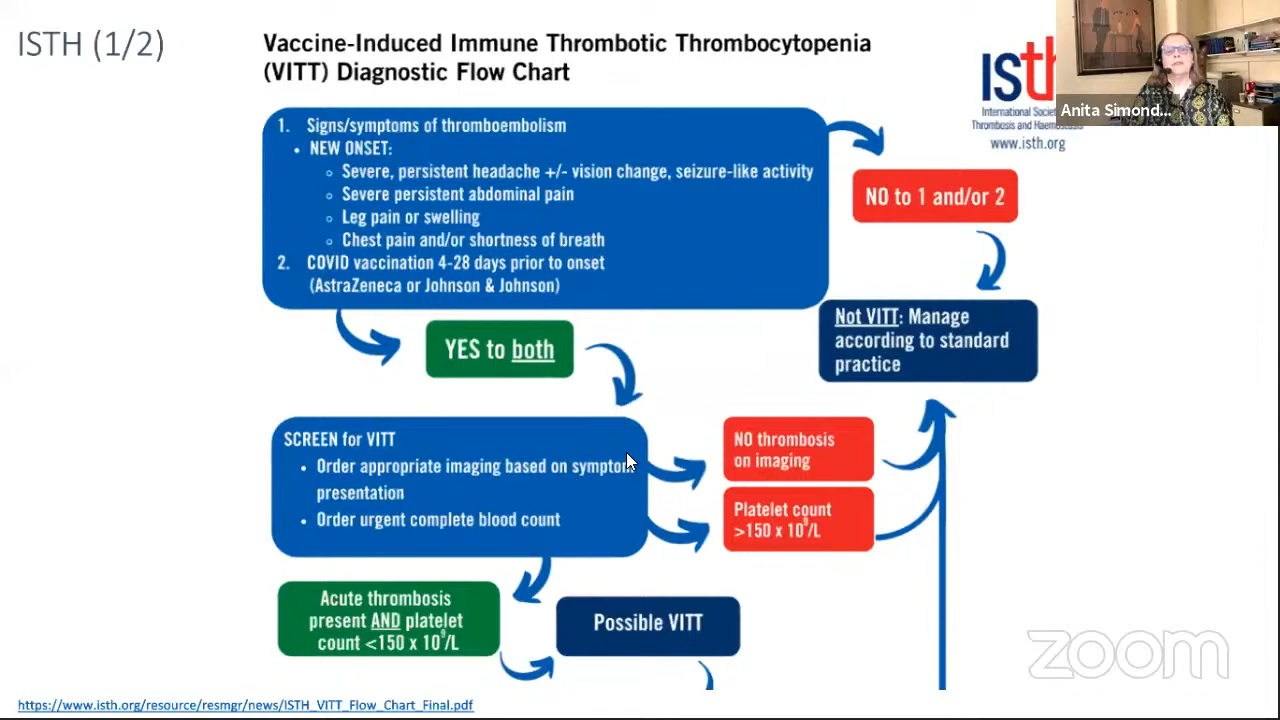 ISTH (1/2)
Vaccine-Induced Immune Thrombotic Thrombocytopenia
(VITT) Diagnostic Flow Chart
isth
International Societ
Thrombosis and Haemostasis
www.isth.org
Anita Simond...
1. Signs/symptoms of thromboembolism
• NEW ONSET:
◦ Severe, persistent headache +/- vision change, seizure-like activity
◦ Severe persistent abdominal pain
◦ Leg pain or swelling
◦ Chest pain and/or shortness of breath
2. COVID vaccination 4-28 days prior to onset
(AstraZeneca or Johnson & Johnson)
NO to 1 and/or 2
Not VITT: Manage
according to standard
practice
YES to both
SCREEN for VITT
• Order appropriate imaging based on symptom
presentation
• Order urgent complete blood count
NO thrombosis
on imaging
Platelet count
>150 x 10⁹/L
Acute thrombosis
present AND platelet
count <150 x 10⁹/L
Possible VITT
zoom
https://www.isth.org/resource/resmgr/news/ISTH_VITT_Flow_Chart_Final.pdf